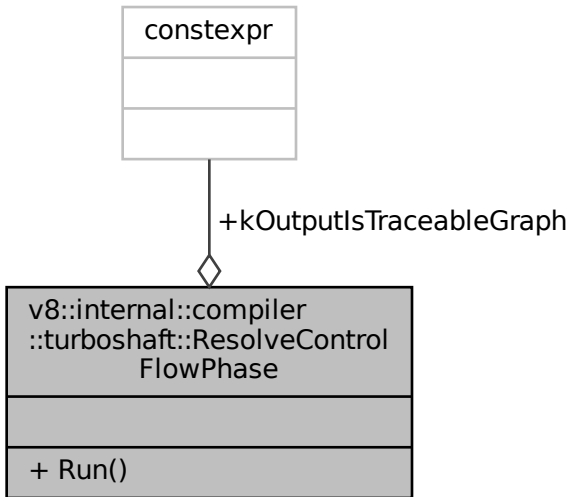 constexpr
+kOutputIsTraceableGraph
v8::internal::compiler
::turboshaft::ResolveControl
FlowPhase
+ Run()